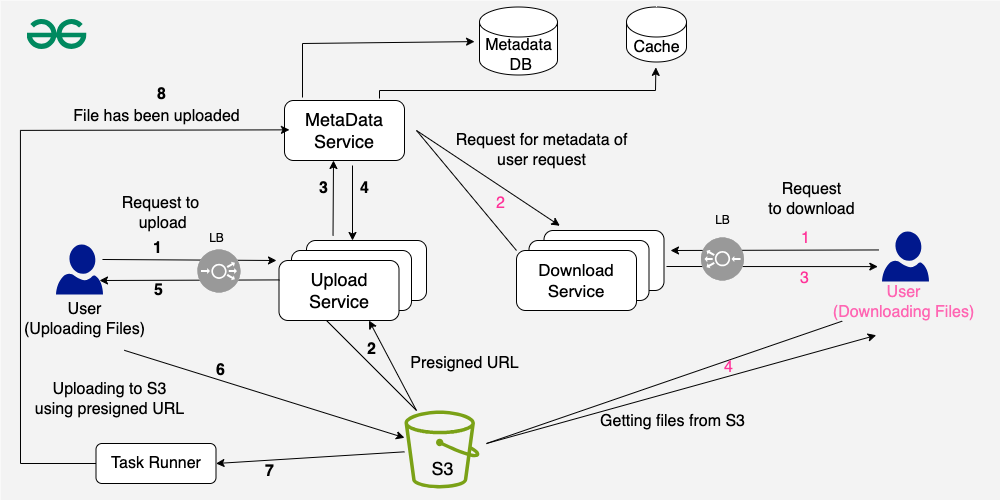 Metadata
DB
Cache
8
File has been uploaded
MetaData
Service
Request for metadata of
user request
2
3
4
Request to
upload
LB
1
5
User
(Uploading Files)
Upload
Service
Download
Service
Request
to download
LB
1
3
User
(Downloading Files)
2
Presigned URL
6
Uploading to S3
using presigned URL
4
Getting files from S3
Task Runner
7
S3